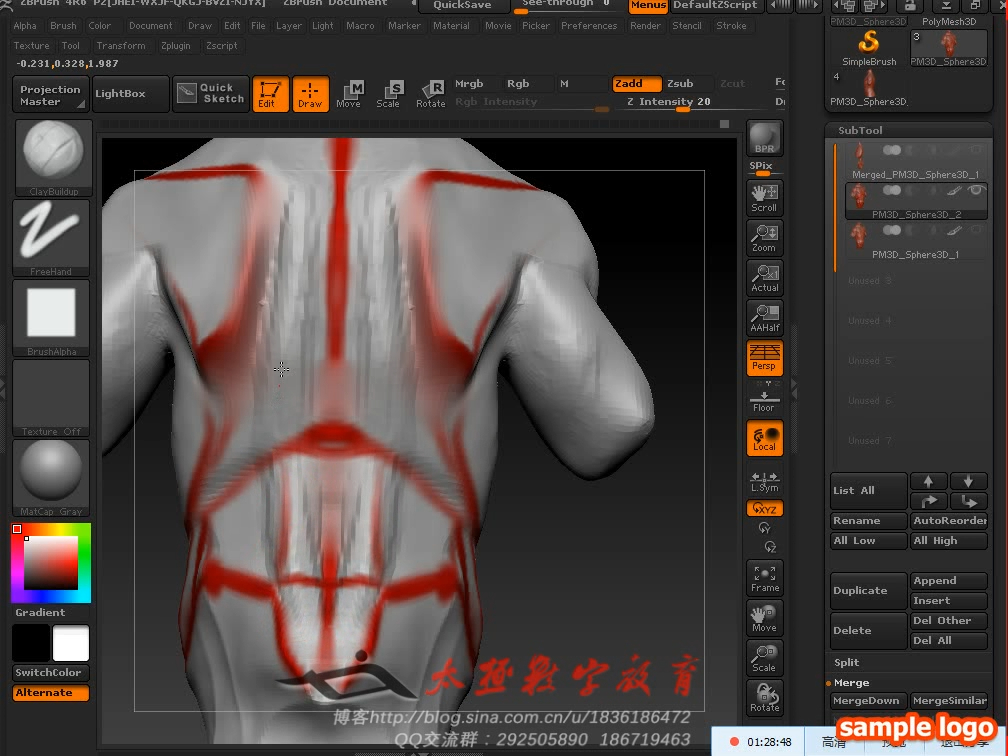 ZBrush 4R6 P2[JHEI-WXJF-QKGJ-BVZI-NJYX] ZBrush Document QuickSave See-through 0 Menus DefaultZScript
Alpha Brush Color Document Draw Edit File Layer Light Macro Marker Material Movie Picker Preferences Render Stencil Stroke
Texture Tool Transform Zplugin Zscript
-0.231,0.328,1.987
Projection Master
LightBox
Quick Sketch
Edit
Draw
Move
Scale
Rotate
Mrgb Rgb M
Rgb Intensity
Zadd Zsub Zcut
Z Intensity 20
ClayBuildup
FreeHand
BrushAlpha
Texture Off
MatCap Gray
Gradient
SwitchColor
Alternate
BPR
SPix
Scroll
Zoom
Actual
AAHalf
Persp
Floor
Local
L.Sym
XYZ
Frame
Move
Scale
Rotate
PM3D_Sphere3D PolyMesh3D
SimpleBrush
3
PM3D_Sphere3D
4
PM3D_Sphere3D
SubTool
Merged_PM3D_Sphere3D_1
PM3D_Sphere3D_2
PM3D_Sphere3D_1
Unused 3
Unused 4
Unused 5
Unused 6
Unused 7
List All
Rename AutoReorder
All Low All High
Duplicate
Append
Insert
Delete
Del Other
Del All
Split
Merge
MergeDown MergeSimilar
太极数字教育
博客http://blog.sina.com.cn/u/1836186472
QQ交流群：292505890 186719463
01:28:48 高清
sample logo